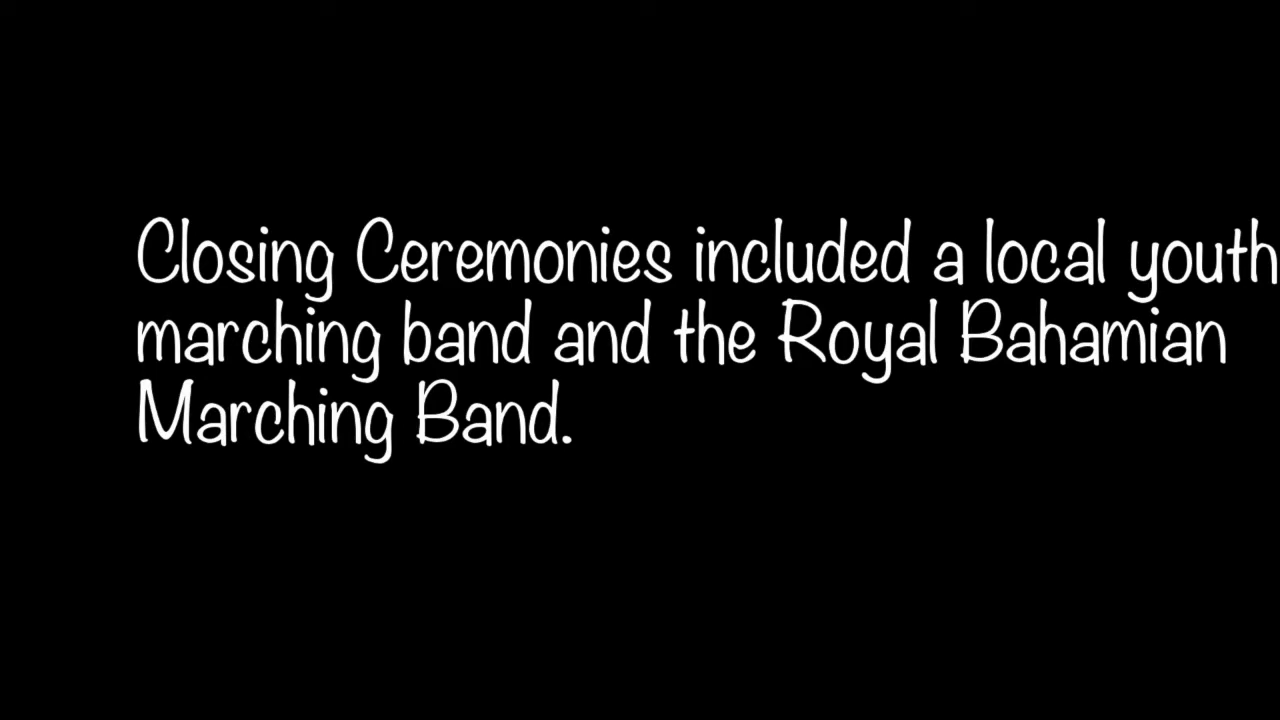 Closing Ceremonies included a local youth
marching band and the Royal Bahamian
Marching Band.